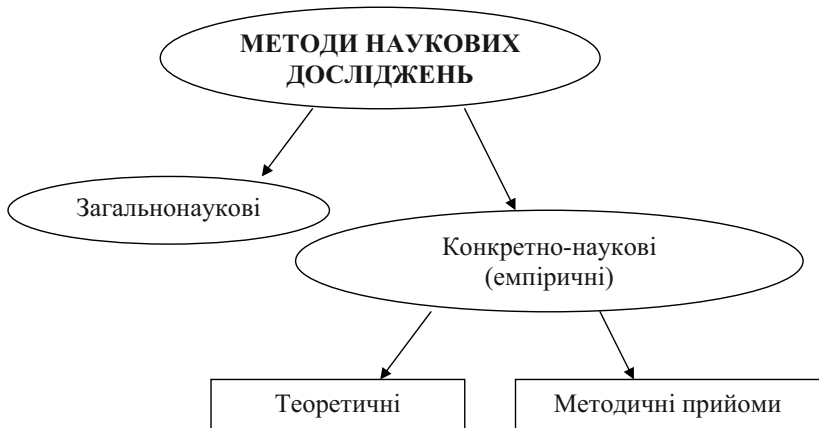 МЕТОДИ НАУКОВИХ
ДОСЛІДЖЕНЬ
Загальнонаукові
Конкретно-наукові
(емпіричні)
Теоретичні
Методичні прийоми